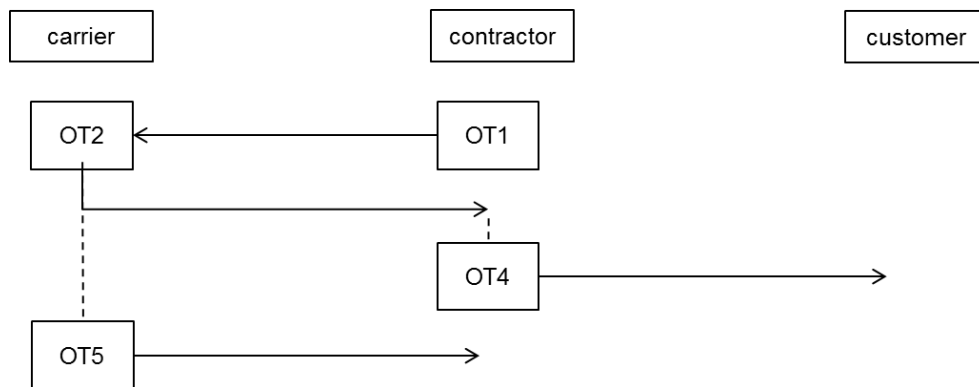 carrier
contractor
customer
OT2
OT1
OT4
OT5